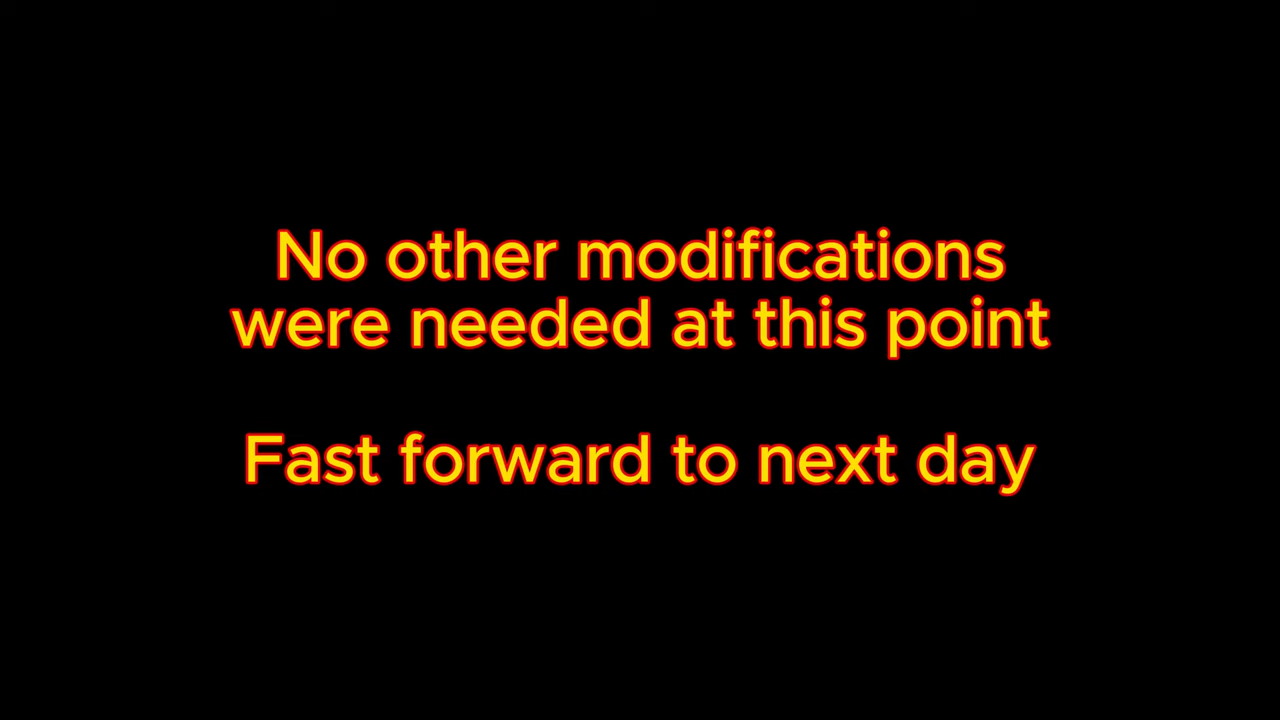 No other modifications
were needed at this point
Fast forward to next day